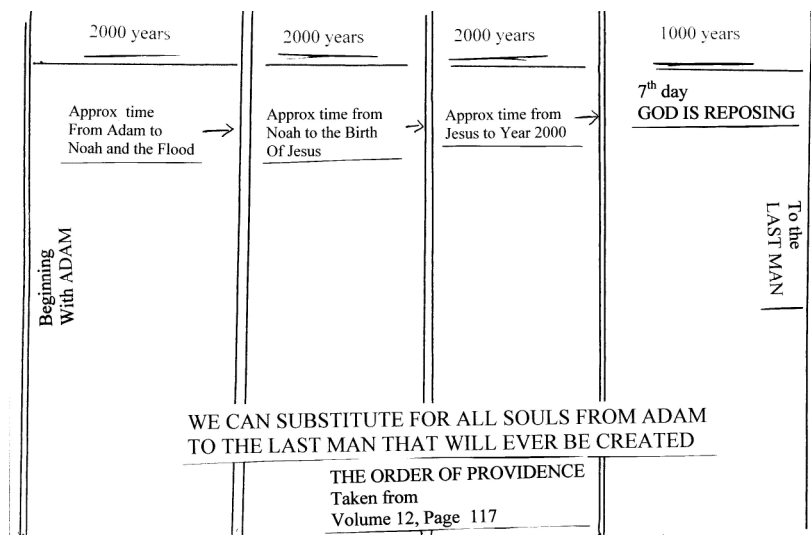 2000 years
2000 years
2000 years
1000 years
Approx time
From Adam to
Noah and the Flood
Approx time from
Noah to the Birth
Of Jesus
Approx time from
Jesus to Year 2000
7th day
GOD IS REPOSING
Beginning
With ADAM
To the
LAST MAN
WE CAN SUBSTITUTE FOR ALL SOULS FROM ADAM
TO THE LAST MAN THAT WILL EVER BE CREATED
THE ORDER OF PROVIDENCE
Taken from
Volume 12, Page 117